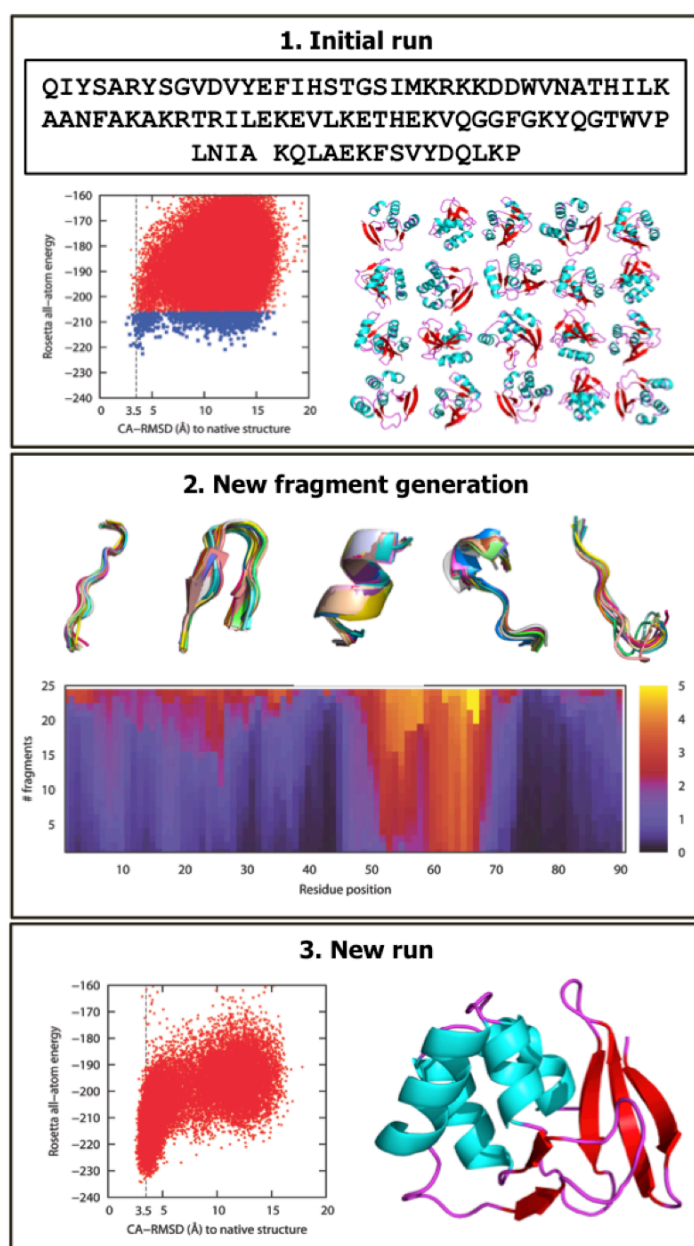 1. Initial run
QIYSARYSGVDVYEFIHSTGSIMKRKKDDWVNATHILK
AANFAKAKRTRILEKEVLKETHEKVQGGFGKYQGTWVP
LNIA KQLAEKFSVYDQLKP
Rosetta all−atom energy
−160
−170
−180
−190
−200
−210
−220
−230
−240
0 3.5 5 10 15 20
CA−RMSD (Å) to native structure
2. New fragment generation
# fragments
25
20
15
10
5
10 20 30 40 50 60 70 80 90
Residue position
5
4
3
2
1
0
3. New run
Rosetta all−atom energy
−160
−170
−180
−190
−200
−210
−220
−230
−240
0 3.5 5 10 15 20
CA−RMSD (Å) to native structure